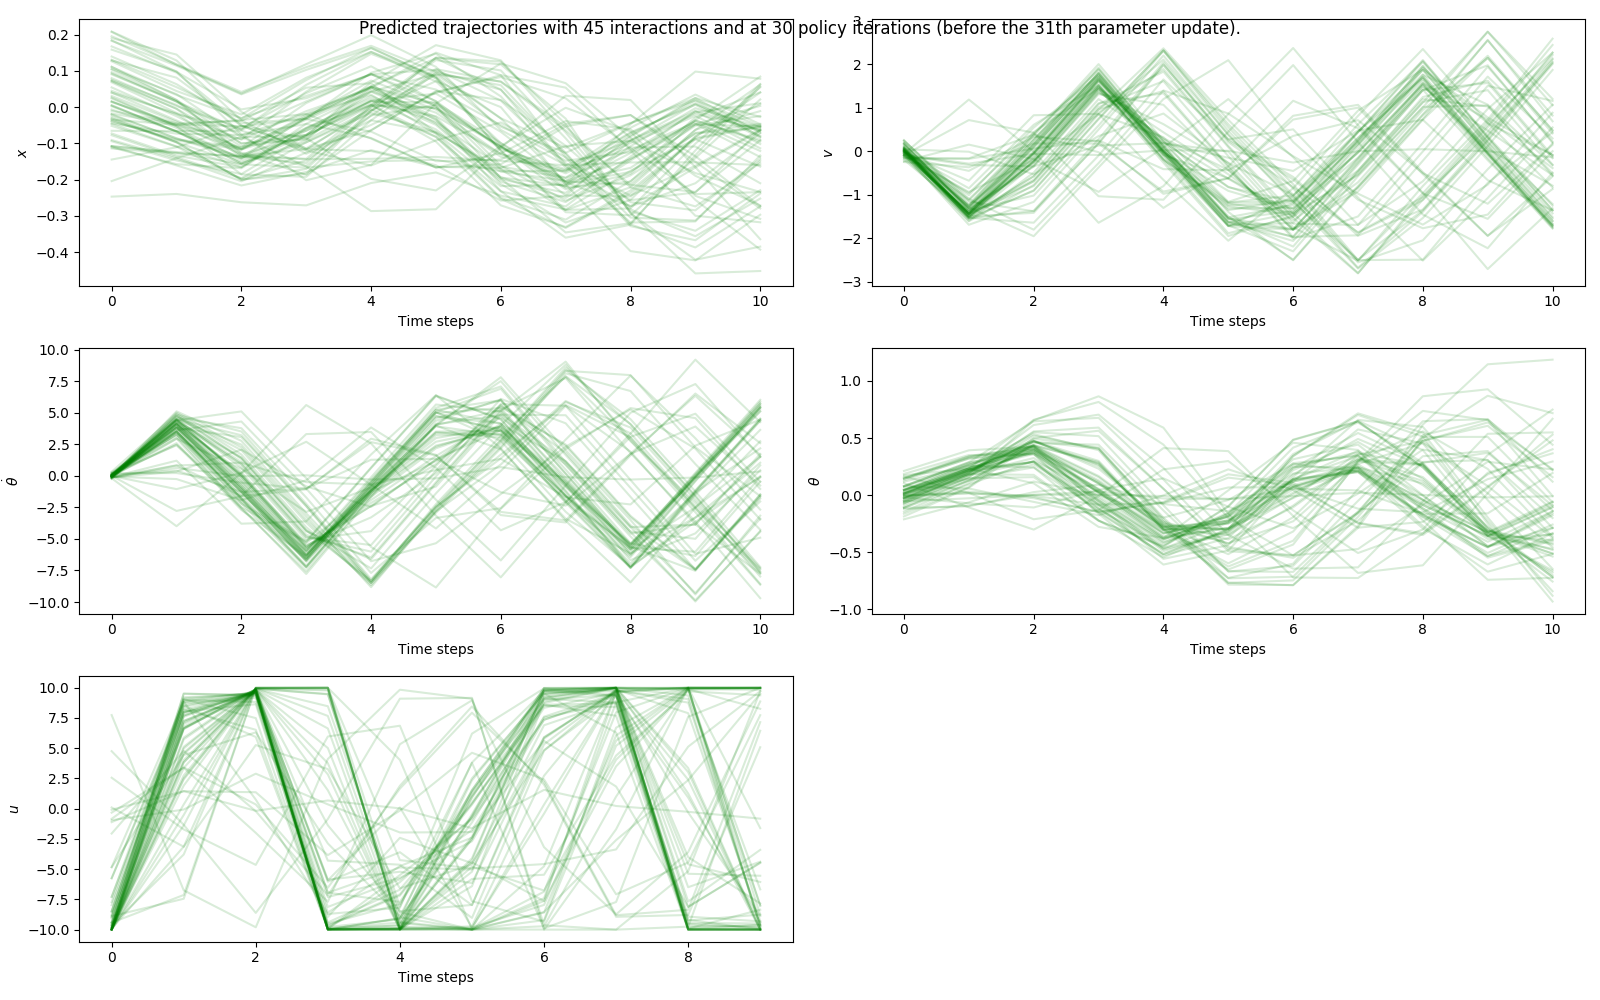 Predicted trajectories with 45 interactions and at 30 policy iterations (before the 31th parameter update).
0.2
0.1
0.0
−0.1
−0.2
−0.3
−0.4
x
0 2 4 6 8 10
Time steps
3
2
1
0
−1
−2
−3
v
0 2 4 6 8 10
Time steps
10.0
7.5
5.0
2.5
0.0
−2.5
−5.0
−7.5
−10.0
θ̇
0 2 4 6 8 10
Time steps
1.0
0.5
0.0
−0.5
−1.0
θ
0 2 4 6 8 10
Time steps
10.0
7.5
5.0
2.5
0.0
−2.5
−5.0
−7.5
−10.0
u
0 2 4 6 8
Time steps